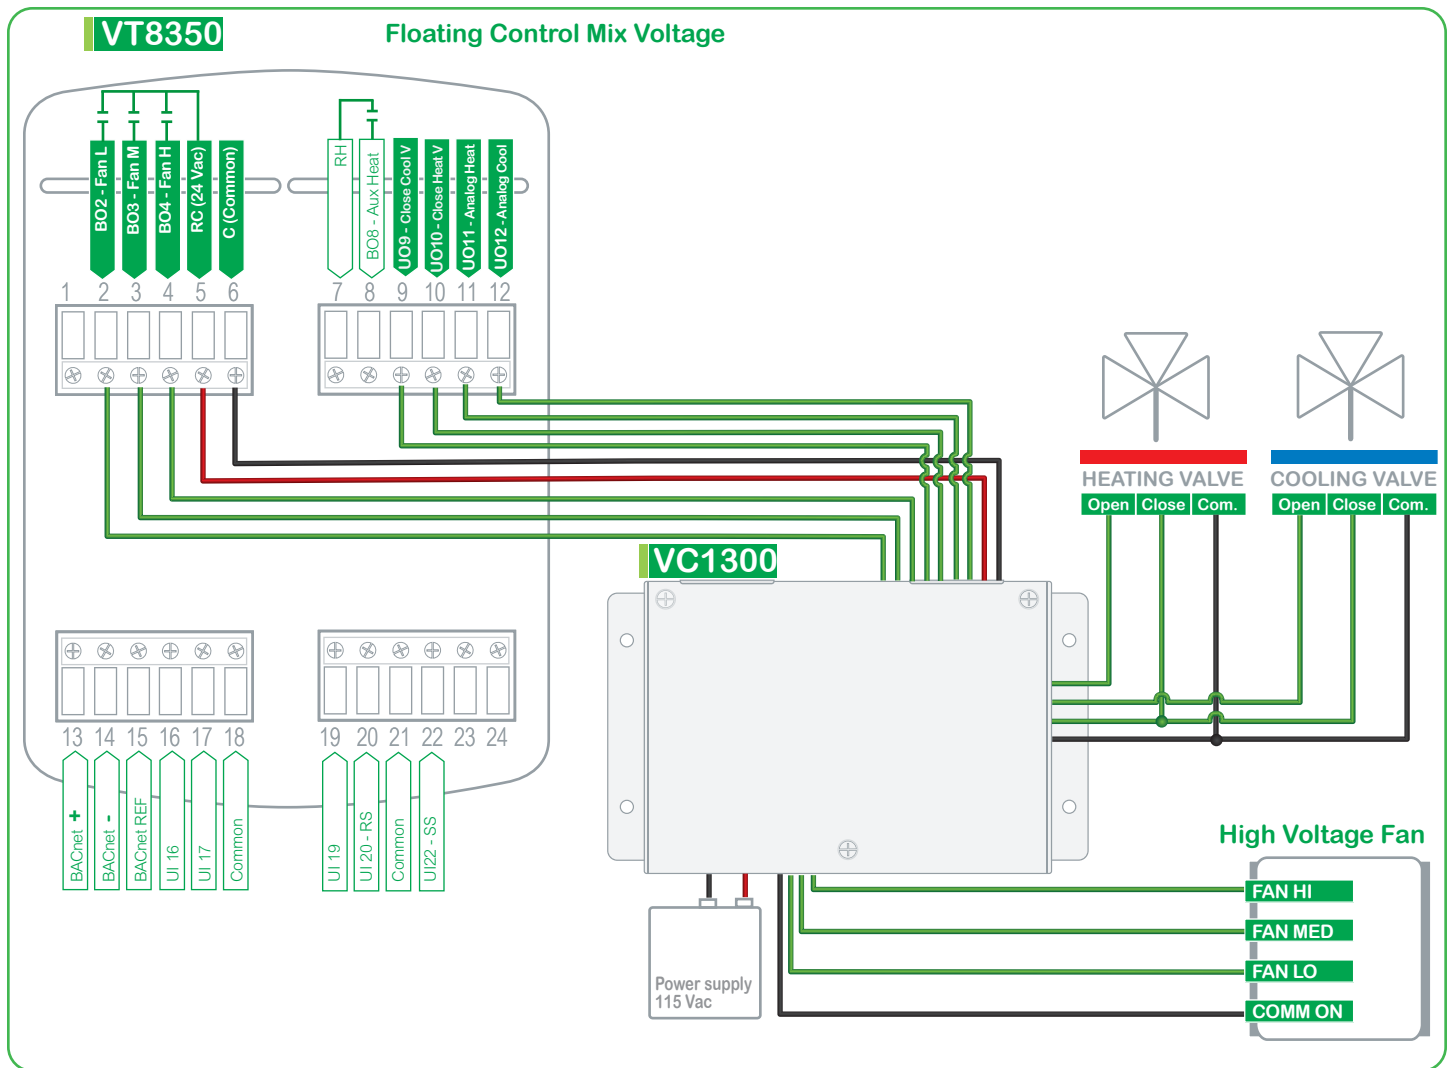 VT8350
Floating Control Mix Voltage
BO2 - Fan L
BO3 - Fan M
BO4 - Fan H
RC (24 Vac)
C (Common)
RH
BO8 - Aux Heat
UO9 - Close Cool V
UO10 - Close Heat V
UO11 - Analog Heat
UO12 - Analog Cool
1 2 3 4 5 6
7 8 9 10 11 12
HEATING VALVE
Open Close Com.
COOLING VALVE
Open Close Com.
VC1300
13 14 15 16 17 18
19 20 21 22 23 24
BACnet +
BACnet -
BACnet REF
UI 16
UI 17
Common
UI 19
UI 20 - RS
Common
UI22 - SS
Power supply
115 Vac
High Voltage Fan
FAN HI
FAN MED
FAN LO
COMM ON